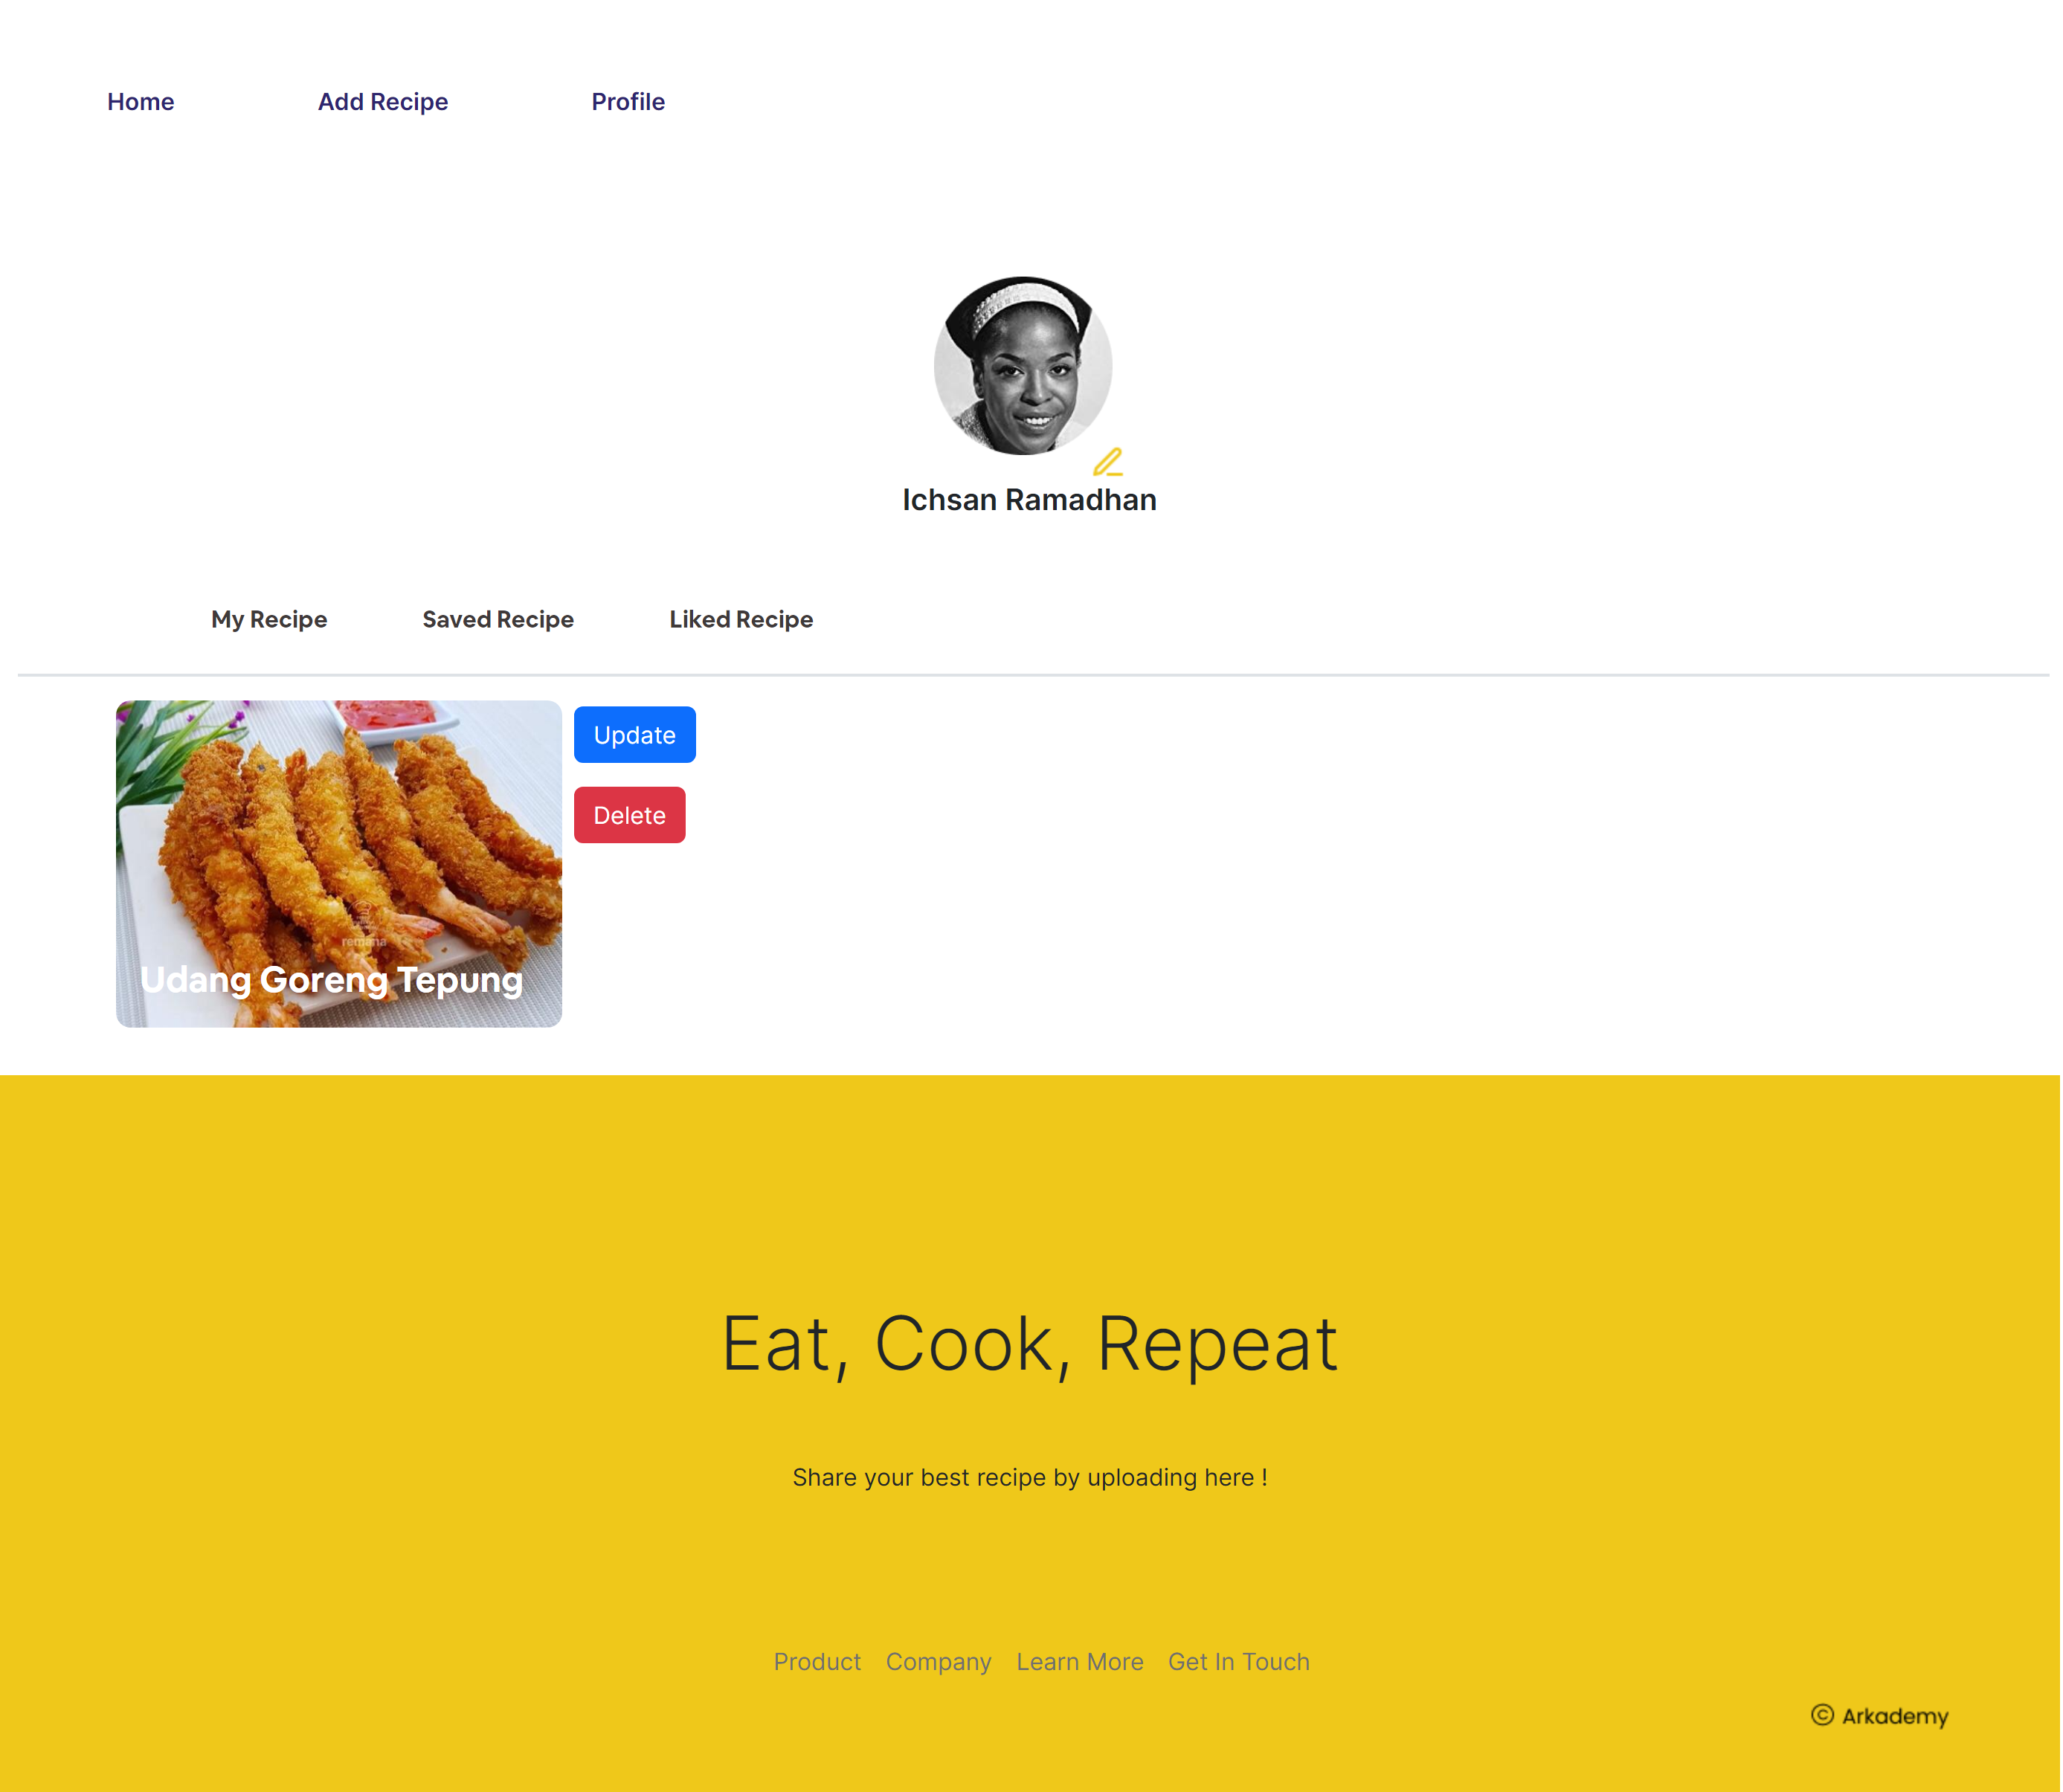 Home Add Recipe Profile
Ichsan Ramadhan
My Recipe Saved Recipe Liked Recipe
Update
Delete
remana
Udang Goreng Tepung
Eat, Cook, Repeat
Share your best recipe by uploading here !
Product Company Learn More Get In Touch
© Arkademy